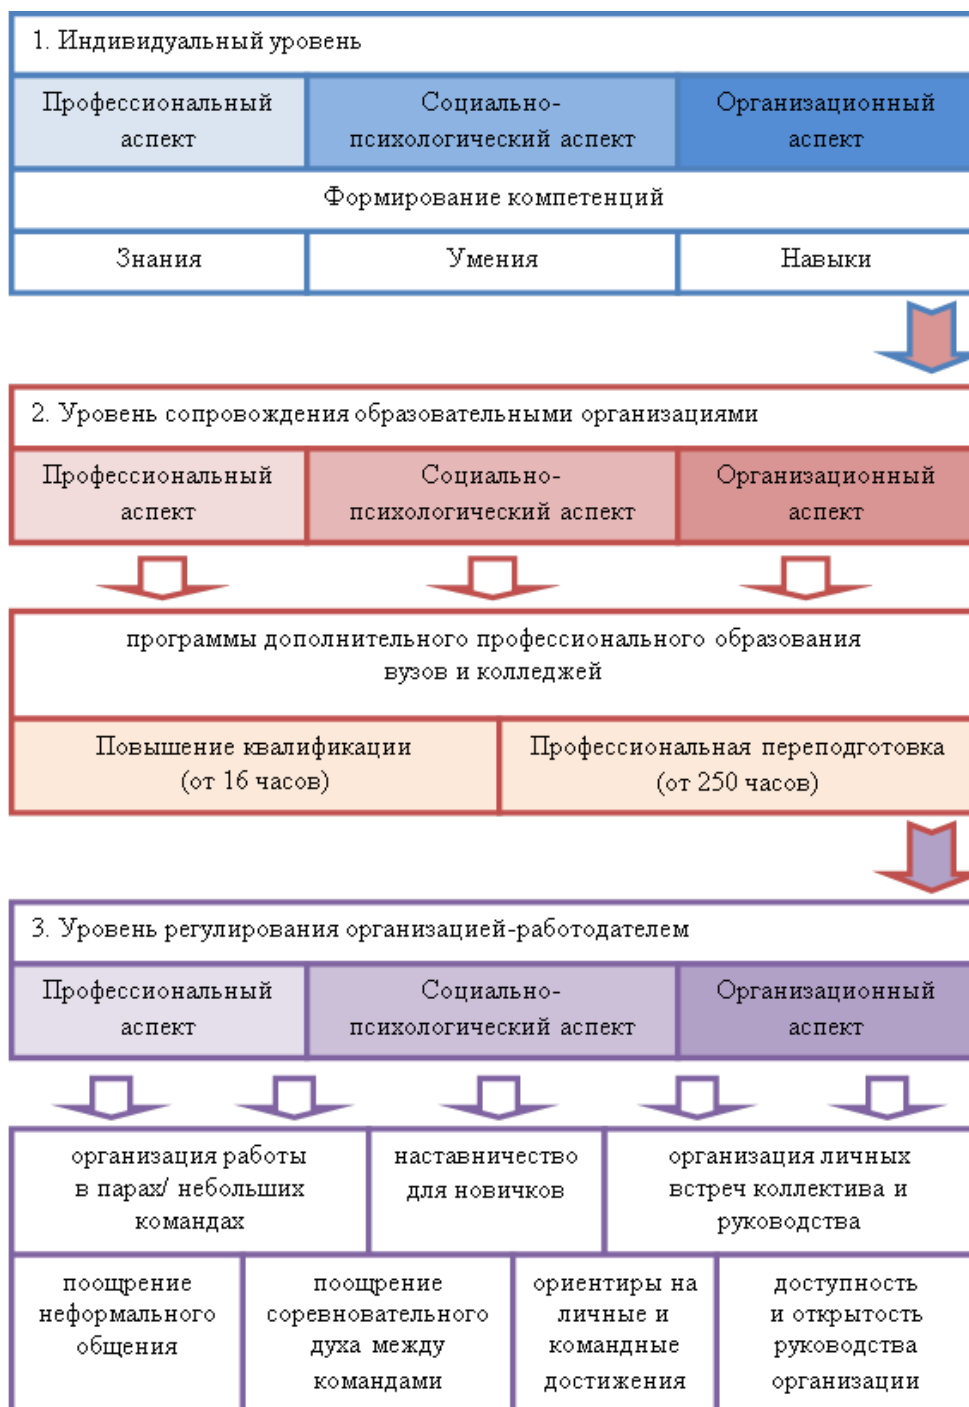 1. Индивидуальный уровень
Профессиональный
аспект
Социально-
психологический аспект
Организационный
аспект
Формирование компетенций
Знания
Умения
Навыки
2. Уровень сопровождения образовательными организациями
Профессиональный
аспект
Социально-
психологический аспект
Организационный
аспект
программы дополнительного профессионального образования
вузов и колледжей
Повышение квалификации
(от 16 часов)
Профессиональная переподготовка
(от 250 часов)
3. Уровень регулирования организацией-работодателем
Профессиональный
аспект
Социально-
психологический аспект
Организационный
аспект
организация работы
в парах/ небольших
командах
наставничество
для новичков
организация личных
встреч коллектива и
руководства
поощрение
неформального
общения
поощрение
соревновательного
духа между
командами
ориентиры на
личные и
командные
достижения
доступность
и открытость
руководства
организации